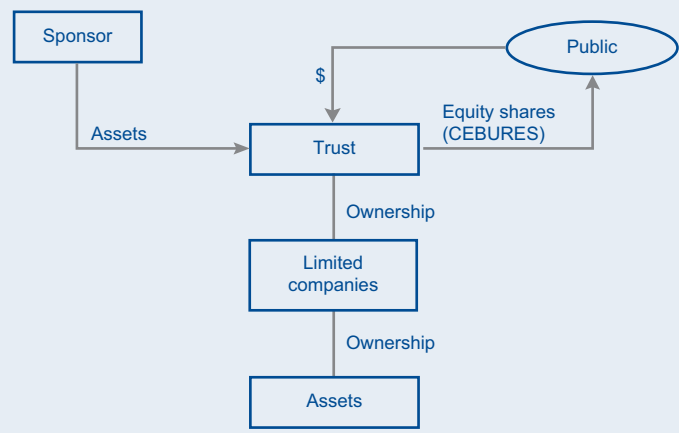 Sponsor
Public
$
Equity shares
(CEBURES)
Assets
Trust
Ownership
Limited
companies
Ownership
Assets